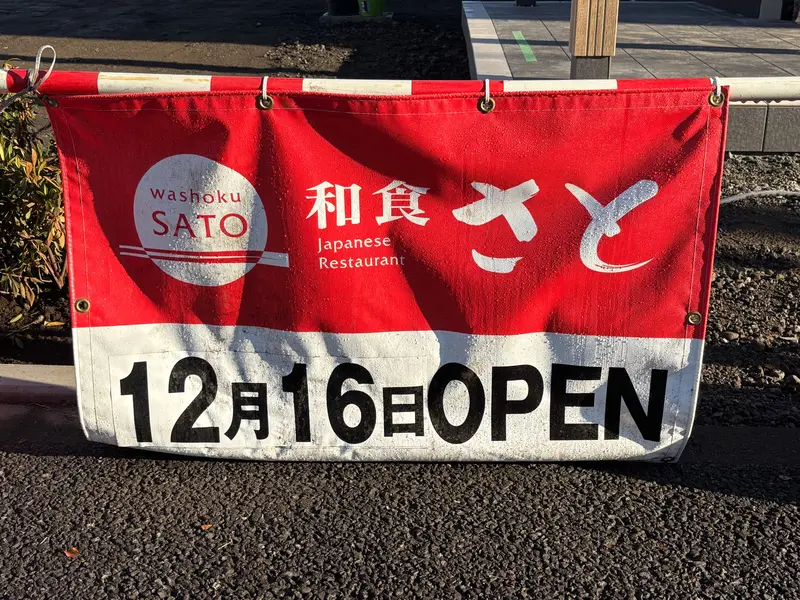 washoku
SATO
和食 さと
Japanese
Restaurant
12月16日OPEN